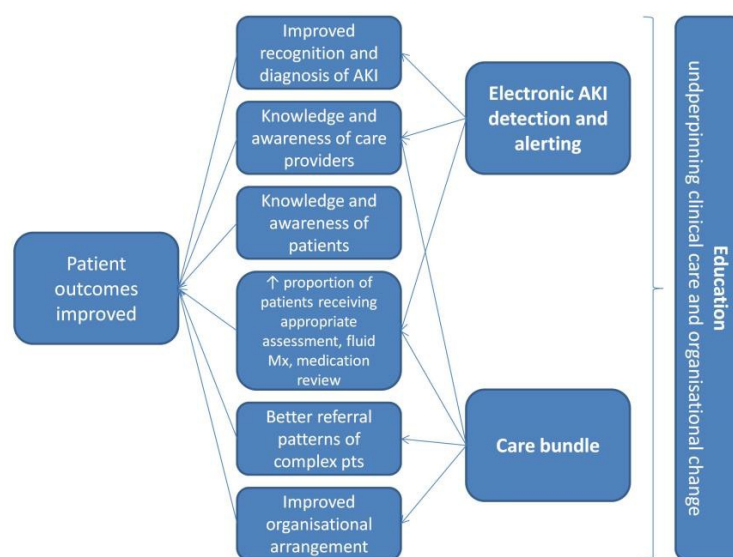 Improved
recognition and
diagnosis of AKI
Knowledge and
awareness of care
providers
Knowledge and
awareness of
patients
↑ proportion of
patients receiving
appropriate
assessment, fluid
Mx, medication
review
Better referral
patterns of
complex pts
Improved
organisational
arrangement
Patient
outcomes
improved
Electronic AKI
detection and
alerting
Care bundle
Education
undperpinning clinical care and organisational change